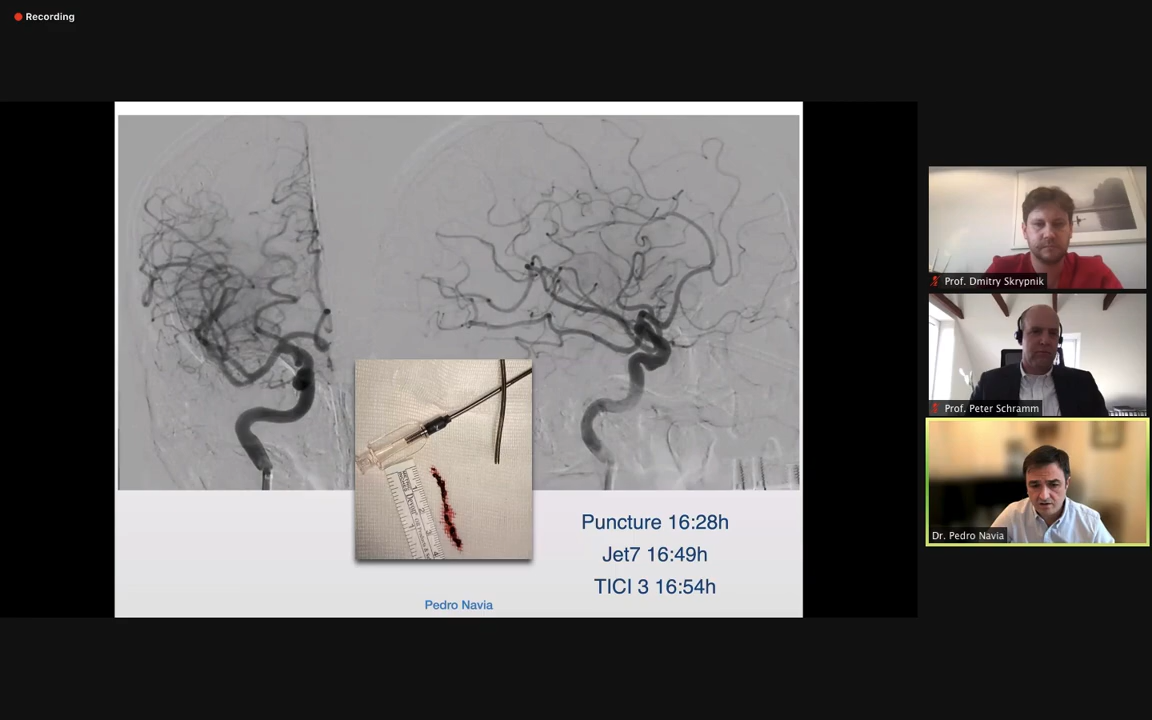 Recording
Puncture 16:28h
Jet7 16:49h
TICI 3 16:54h
Pedro Navia
Prof. Dmitry Skrypnik
Prof. Peter Schramm
Dr. Pedro Navia